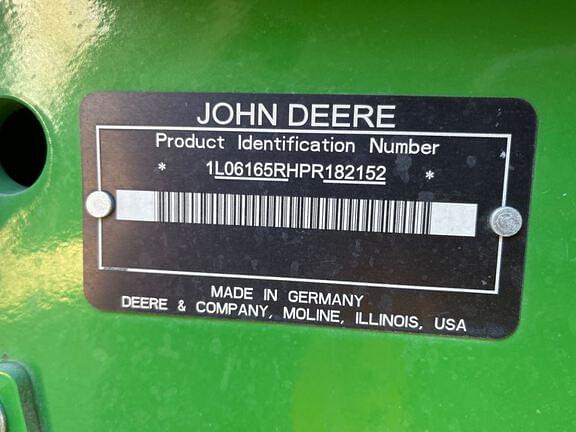 JOHN DEERE
Product Identification Number
* 1L06165RHPR182152 *
MADE IN GERMANY
DEERE & COMPANY, MOLINE, ILLINOIS, USA